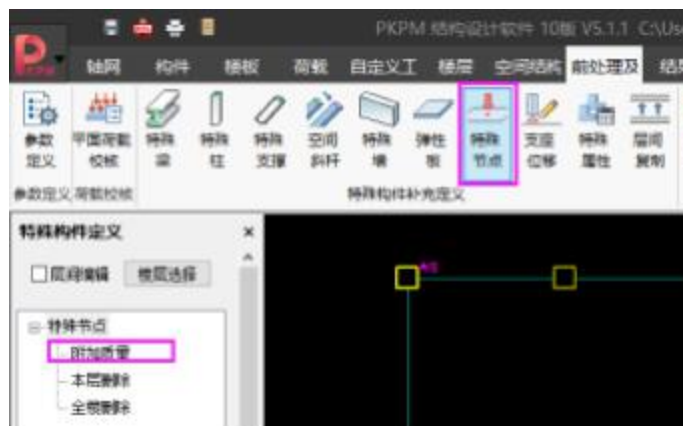 PKPM 结构设计软件 10版 V5.1.1 C:\Us
轴网 构件 楼板 荷载 自定义工 楼层 空间结构 前处理及 结
参数定义 平面荷载校核 特殊梁 特殊柱 特殊支撑 空间斜杆 特殊墙 弹性板 特殊节点 支座位移 特殊属性 层间复制
参数定义 荷载校核 特殊构件补充定义
特殊构件定义 ×
层间编辑 楼层选择
特殊节点
附加质量
本层删除
全楼删除